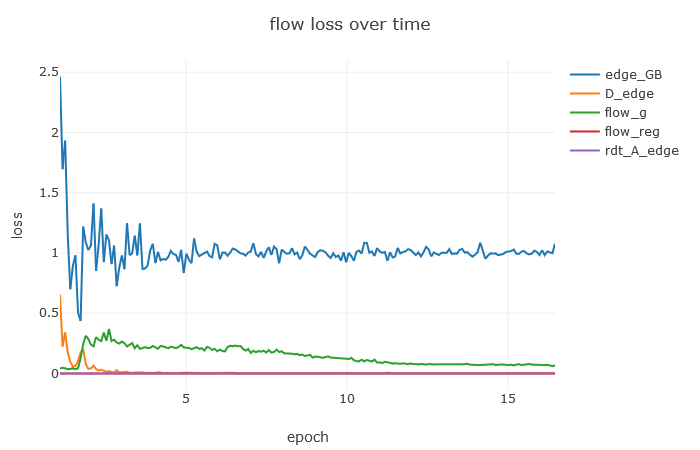 flow loss over time
2.5
2
1.5
1
0.5
0
loss
5
10
15
epoch
edge_GB
D_edge
flow_g
flow_reg
rdt_A_edge